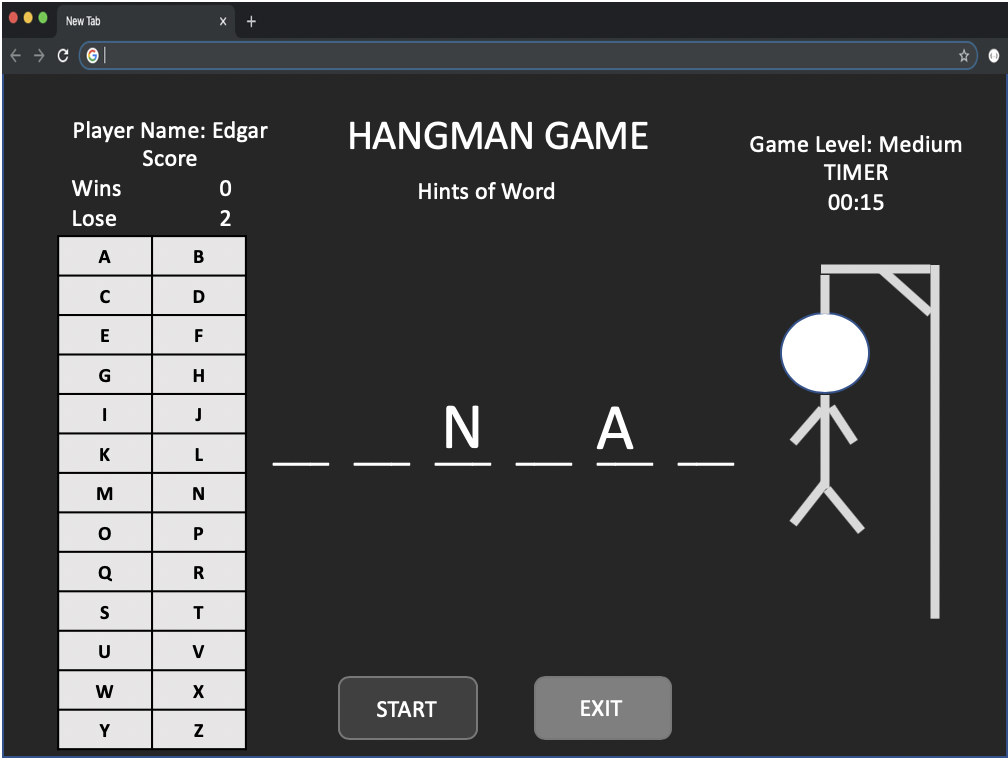 New Tab
Player Name: Edgar
Score
Wins 0
Lose 2
HANGMAN GAME
Hints of Word
Game Level: Medium
TIMER
00:15
A B
C D
E F
G H
I J
K L
M N
O P
Q R
S T
U V
W X
Y Z
N A
START
EXIT